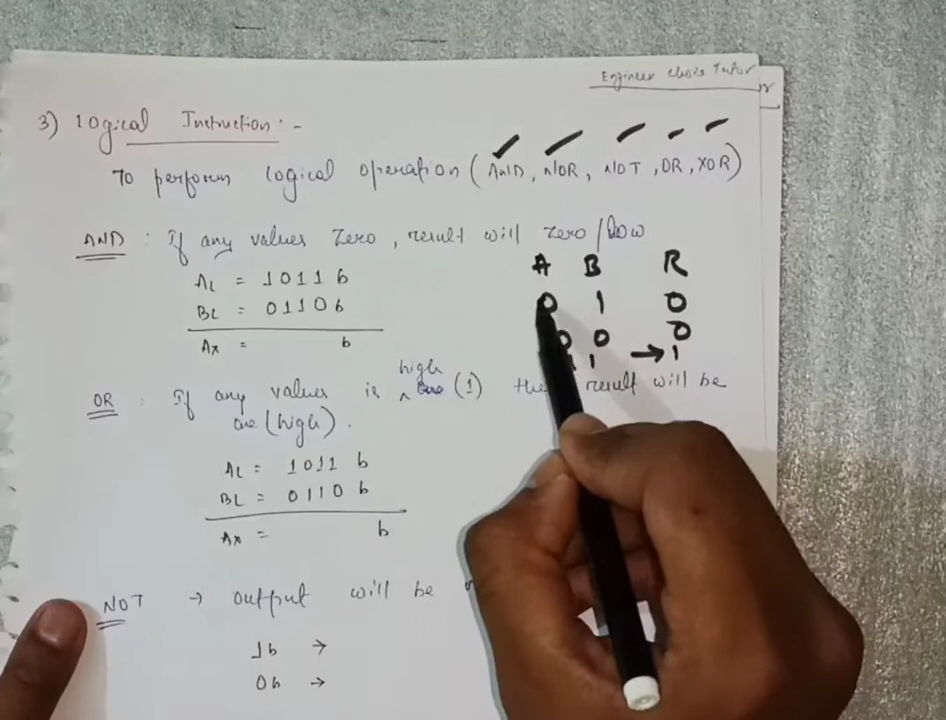 Engineer choice Tutor
or
3) Logical Instruction :-
To perform logical operation (AND, NOR, NOT, OR, XOR)
AND : If any values zero, result will zero/low
AL = 1011 b
BL = 0110 b
AX = b
A B R
0 1 0
0 0 0
1 1 → 1
OR : If any values is high (1) the result will be
one (high).
AL = 1011 b
BL = 0110 b
AX = b
NOT → output will be
1b →
0b →